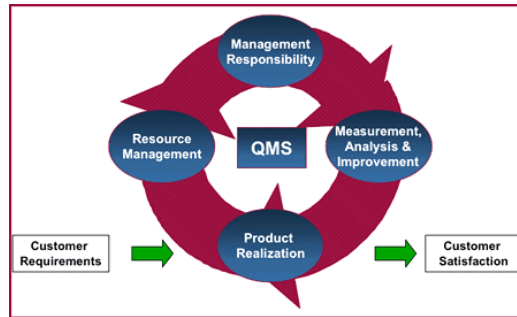 Management
Responsibility
Resource
Management
QMS
Measurement,
Analysis &
Improvement
Product
Realization
Customer
Requirements
Customer
Satisfaction